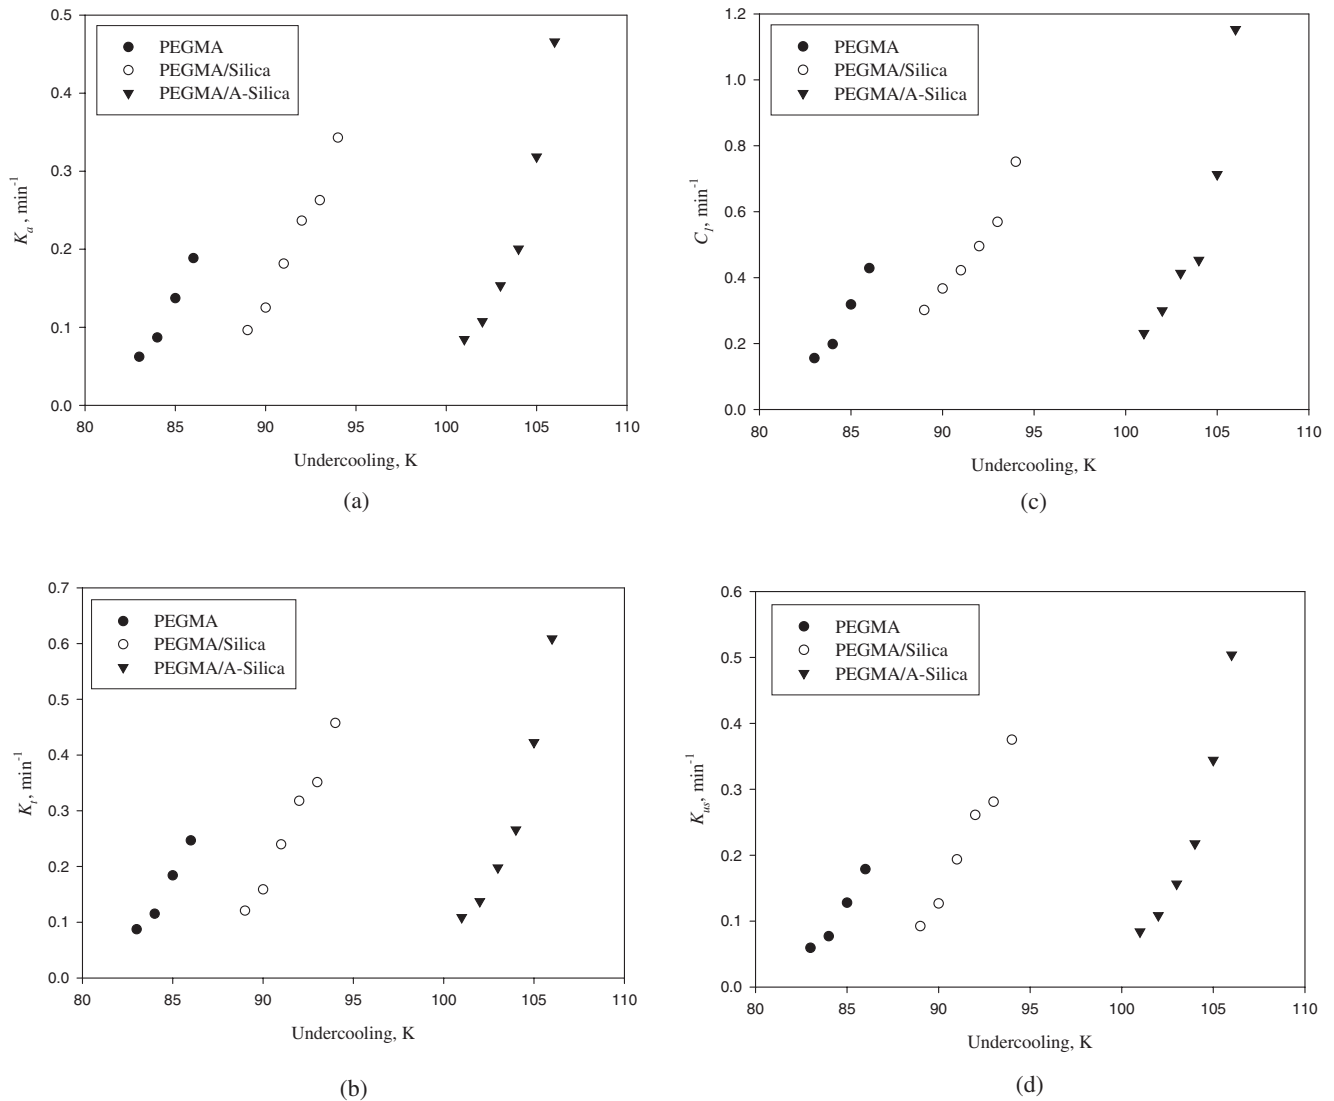 0.5
0.4
0.3
0.2
0.1
0.0
80 85 90 95 100 105 110
Kₐ , min⁻¹
Undercooling, K
PEGMA
PEGMA/Silica
PEGMA/A-Silica
(a)
1.2
1.0
0.8
0.6
0.4
0.2
0.0
80 85 90 95 100 105 110
C₁, min⁻¹
Undercooling, K
PEGMA
PEGMA/Silica
PEGMA/A-Silica
(c)
0.7
0.6
0.5
0.4
0.3
0.2
0.1
0.0
80 85 90 95 100 105 110
Kₜ, min⁻¹
Undercooling, K
PEGMA
PEGMA/Silica
PEGMA/A-Silica
(b)
0.6
0.5
0.4
0.3
0.2
0.1
0.0
80 85 90 95 100 105 110
Kᵤₛ, min⁻¹
Undercooling, K
PEGMA
PEGMA/Silica
PEGMA/A-Silica
(d)